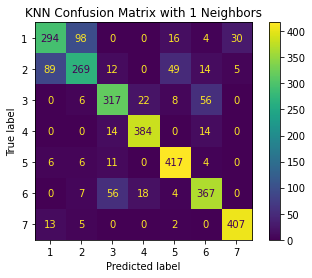 KNN Confusion Matrix with 1 Neighbors
1 294 98 0 0 16 4 30
2 89 269 12 0 49 14 5
3 0 6 317 22 8 56 0
4 0 0 14 384 0 14 0
5 6 6 11 0 417 4 0
6 0 7 56 18 4 367 0
7 13 5 0 0 2 0 407
1 2 3 4 5 6 7
True label
Predicted label
400
350
300
250
200
150
100
50
0